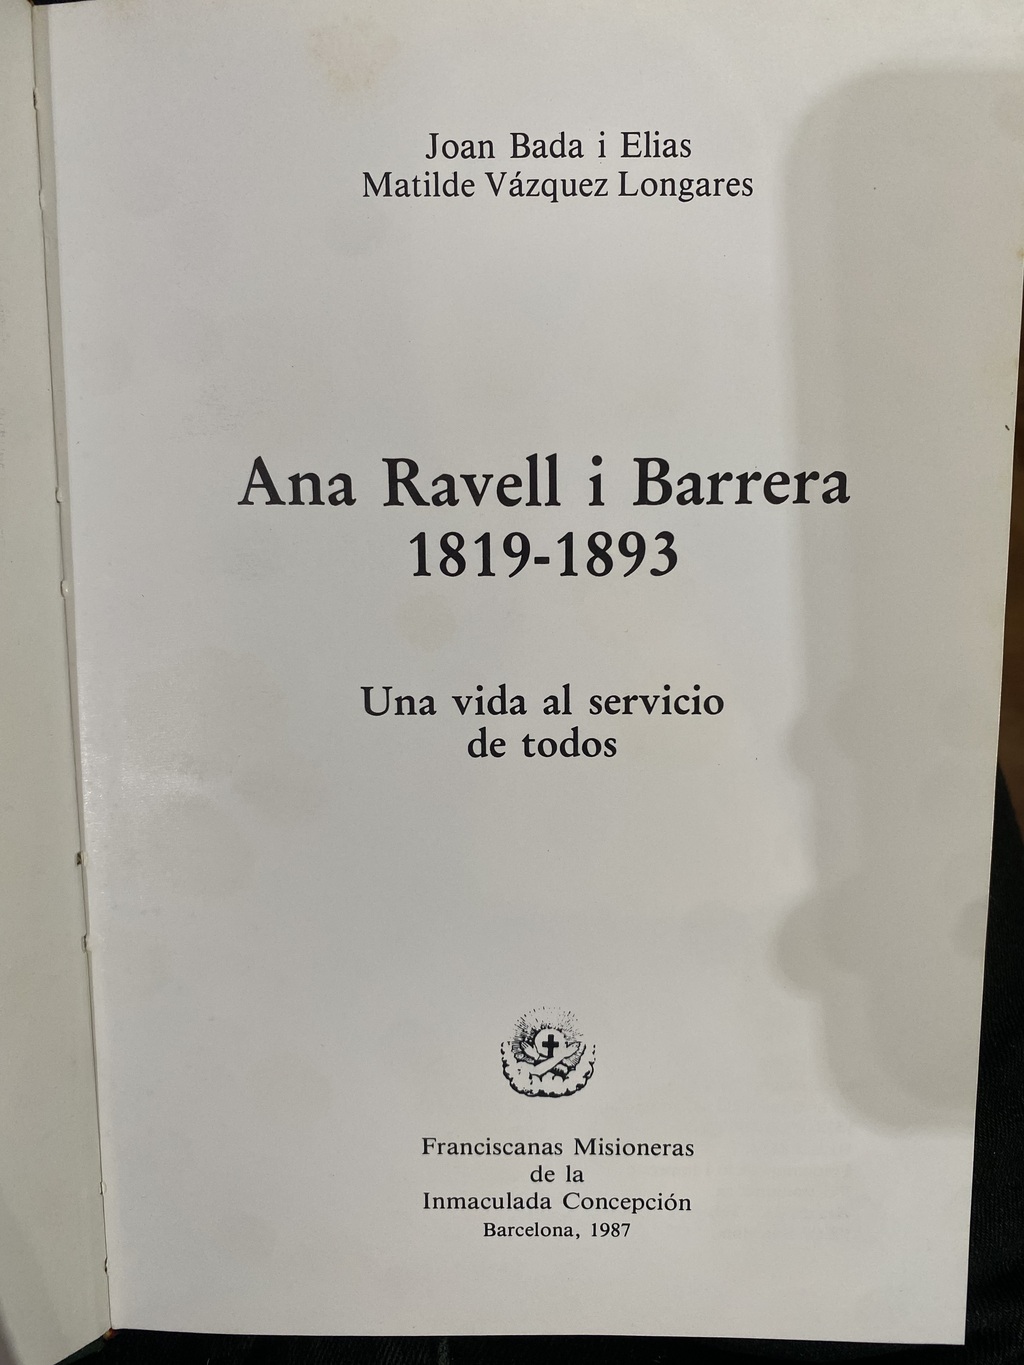 Joan Bada i Elias
Matilde Vázquez Longares
Ana Ravell i Barrera
1819-1893
Una vida al servicio
de todos
Franciscanas Misioneras
de la
Inmaculada Concepción
Barcelona, 1987